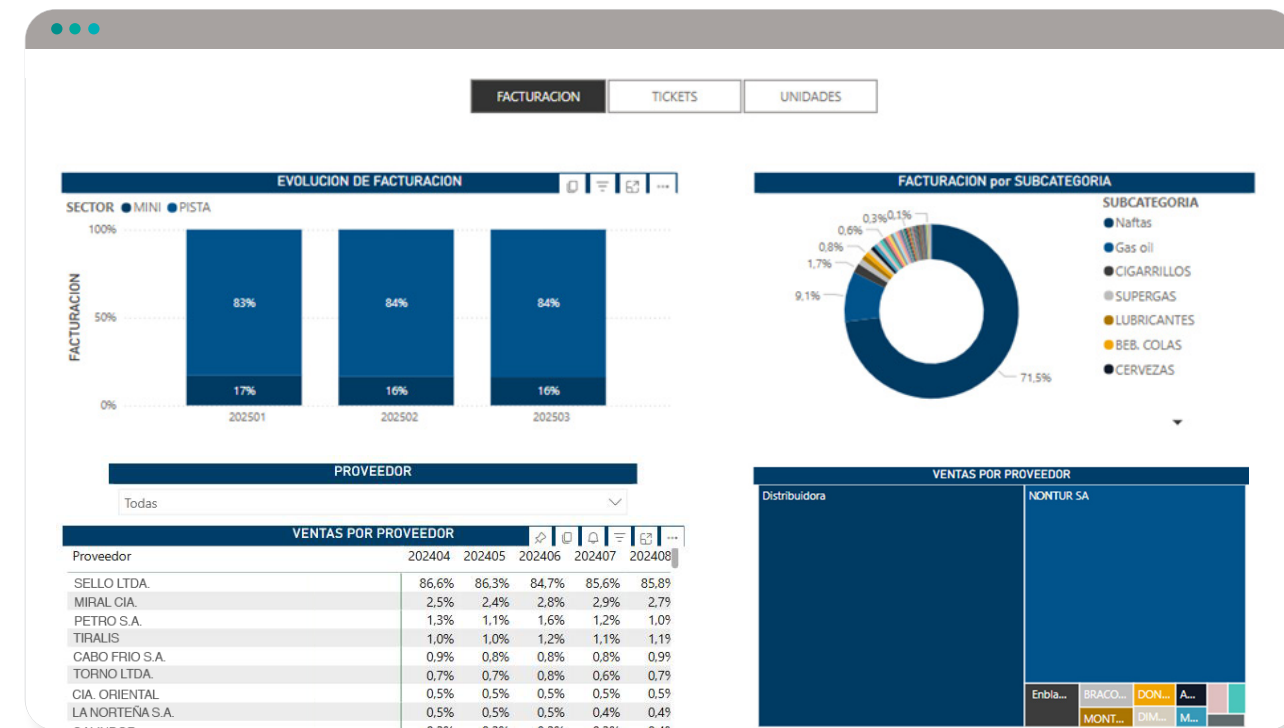 FACTURACION TICKETS UNIDADES
EVOLUCION DE FACTURACION
SECTOR MINI PISTA
100%
50%
0%
FACTURACION
83% 84% 84%
17% 16% 16%
202501 202502 202503
FACTURACION por SUBCATEGORIA
0,3% 0,1%
0,6%
0,8%
1,7%
9,1%
71,5%
SUBCATEGORIA
Naftas
Gas oil
CIGARRILLOS
SUPERGAS
LUBRICANTES
BEB. COLAS
CERVEZAS
PROVEEDOR
Todas
VENTAS POR PROVEEDOR
Proveedor 202404 202405 202406 202407 202408
SELLO LTDA. 86,6% 86,3% 84,7% 85,6% 85,8%
MIRAL CIA. 2,5% 2,4% 2,8% 2,9% 2,7%
PETRO S.A. 1,3% 1,1% 1,6% 1,2% 1,0%
TIRALIS 1,0% 1,0% 1,2% 1,1% 1,1%
CABO FRIO S.A. 0,9% 0,8% 0,8% 0,8% 0,9%
TORNO LTDA. 0,7% 0,7% 0,8% 0,6% 0,7%
CIA. ORIENTAL 0,5% 0,5% 0,5% 0,5% 0,5%
LA NORTEÑA S.A. 0,5% 0,5% 0,5% 0,4% 0,4%
VENTAS POR PROVEEDOR
Distribuidora
NONTUR SA
Enbla... BRACO... DON... A...
MONT... DIM... M...